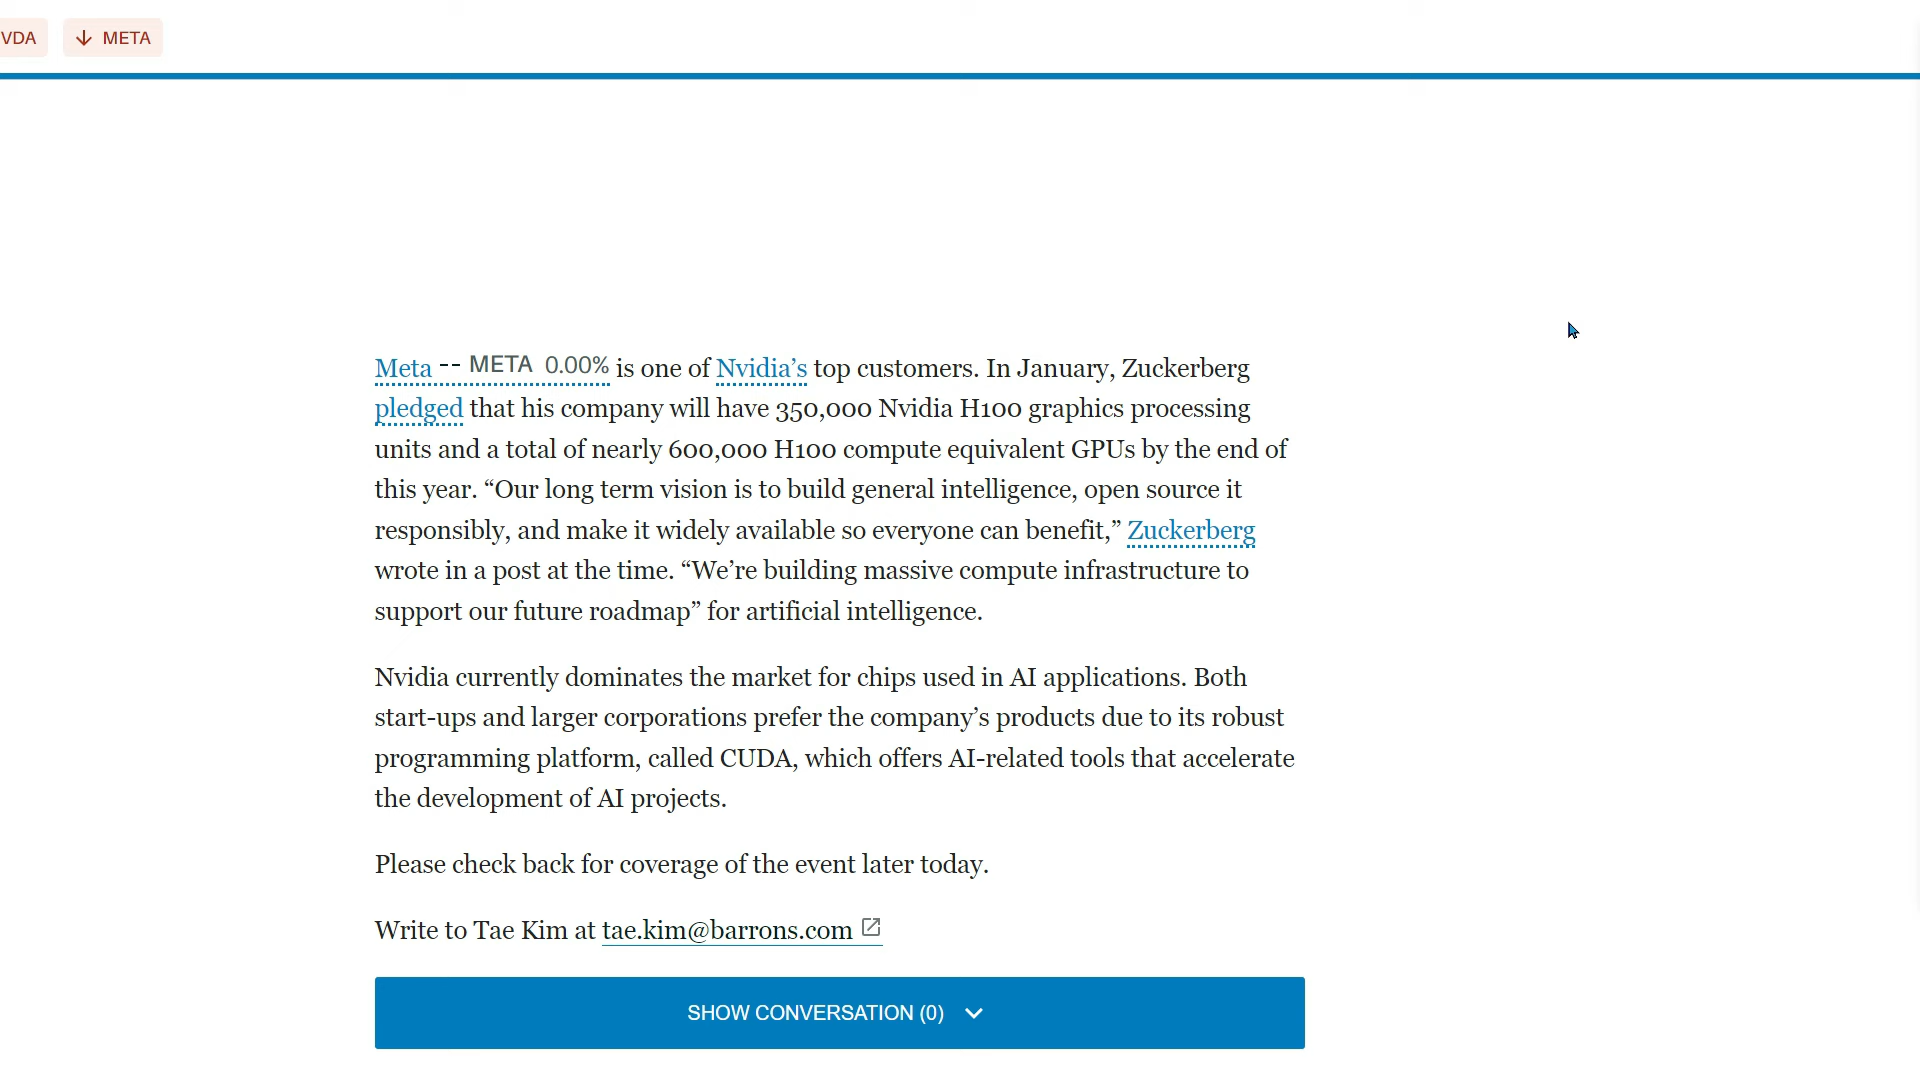 VDA
META
Meta -- META 0.00% is one of Nvidia’s top customers. In January, Zuckerberg
pledged that his company will have 350,000 Nvidia H100 graphics processing
units and a total of nearly 600,000 H100 compute equivalent GPUs by the end of
this year. “Our long term vision is to build general intelligence, open source it
responsibly, and make it widely available so everyone can benefit,” Zuckerberg
wrote in a post at the time. “We’re building massive compute infrastructure to
support our future roadmap” for artificial intelligence.
Nvidia currently dominates the market for chips used in AI applications. Both
start-ups and larger corporations prefer the company’s products due to its robust
programming platform, called CUDA, which offers AI-related tools that accelerate
the development of AI projects.
Please check back for coverage of the event later today.
Write to Tae Kim at tae.kim@barrons.com
SHOW CONVERSATION (0)